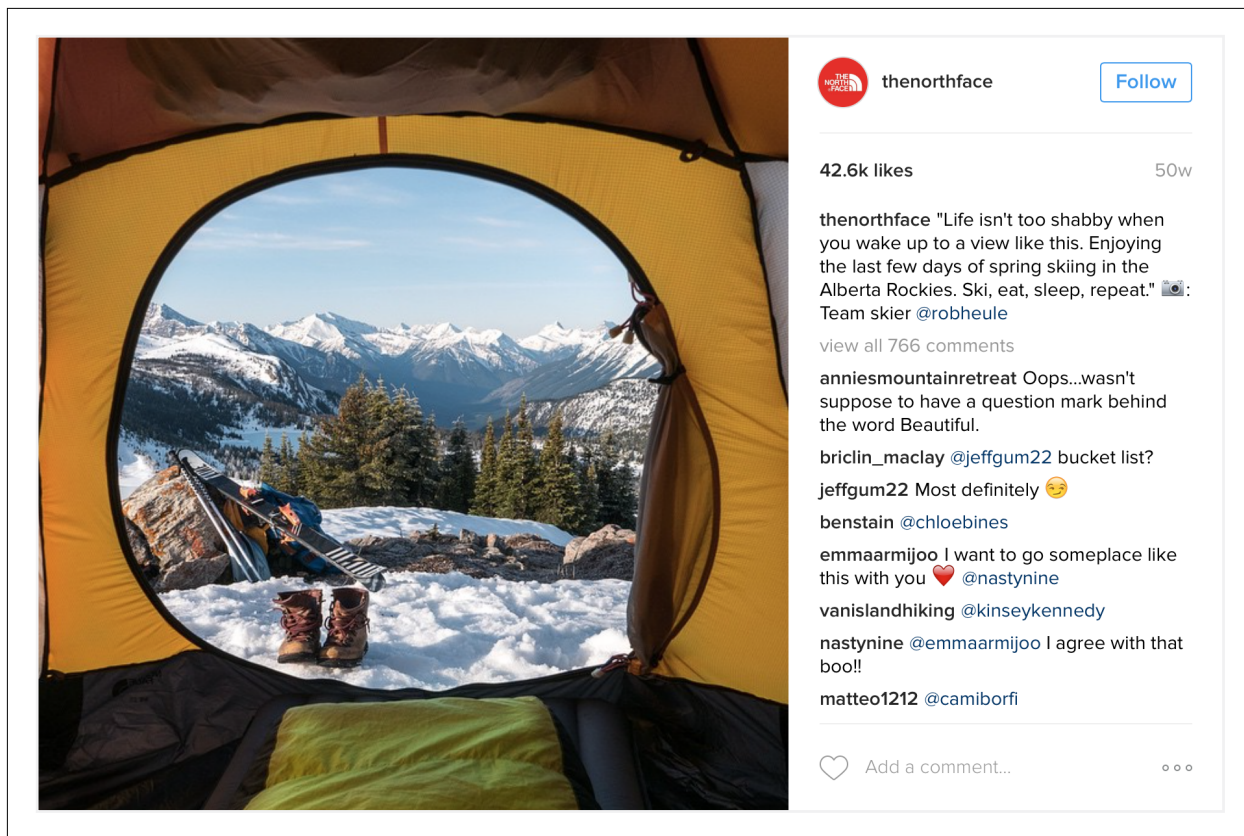 THE
NORTH
FACE
thenorthface
Follow
42.6k likes
50w
thenorthface "Life isn't too shabby when
you wake up to a view like this. Enjoying
the last few days of spring skiing in the
Alberta Rockies. Ski, eat, sleep, repeat." 📷:
Team skier @robheule
view all 766 comments
anniesmountainretreat Oops...wasn't
suppose to have a question mark behind
the word Beautiful.
briclin_maclay @jeffgum22 bucket list?
jeffgum22 Most definitely 😏
benstain @chloebines
emmaarmijoo I want to go someplace like
this with you ❤️ @nastynine
vanislandhiking @kinseykennedy
nastynine @emmaarmijoo I agree with that
boo!!
matteo1212 @camiborfi
Add a comment...